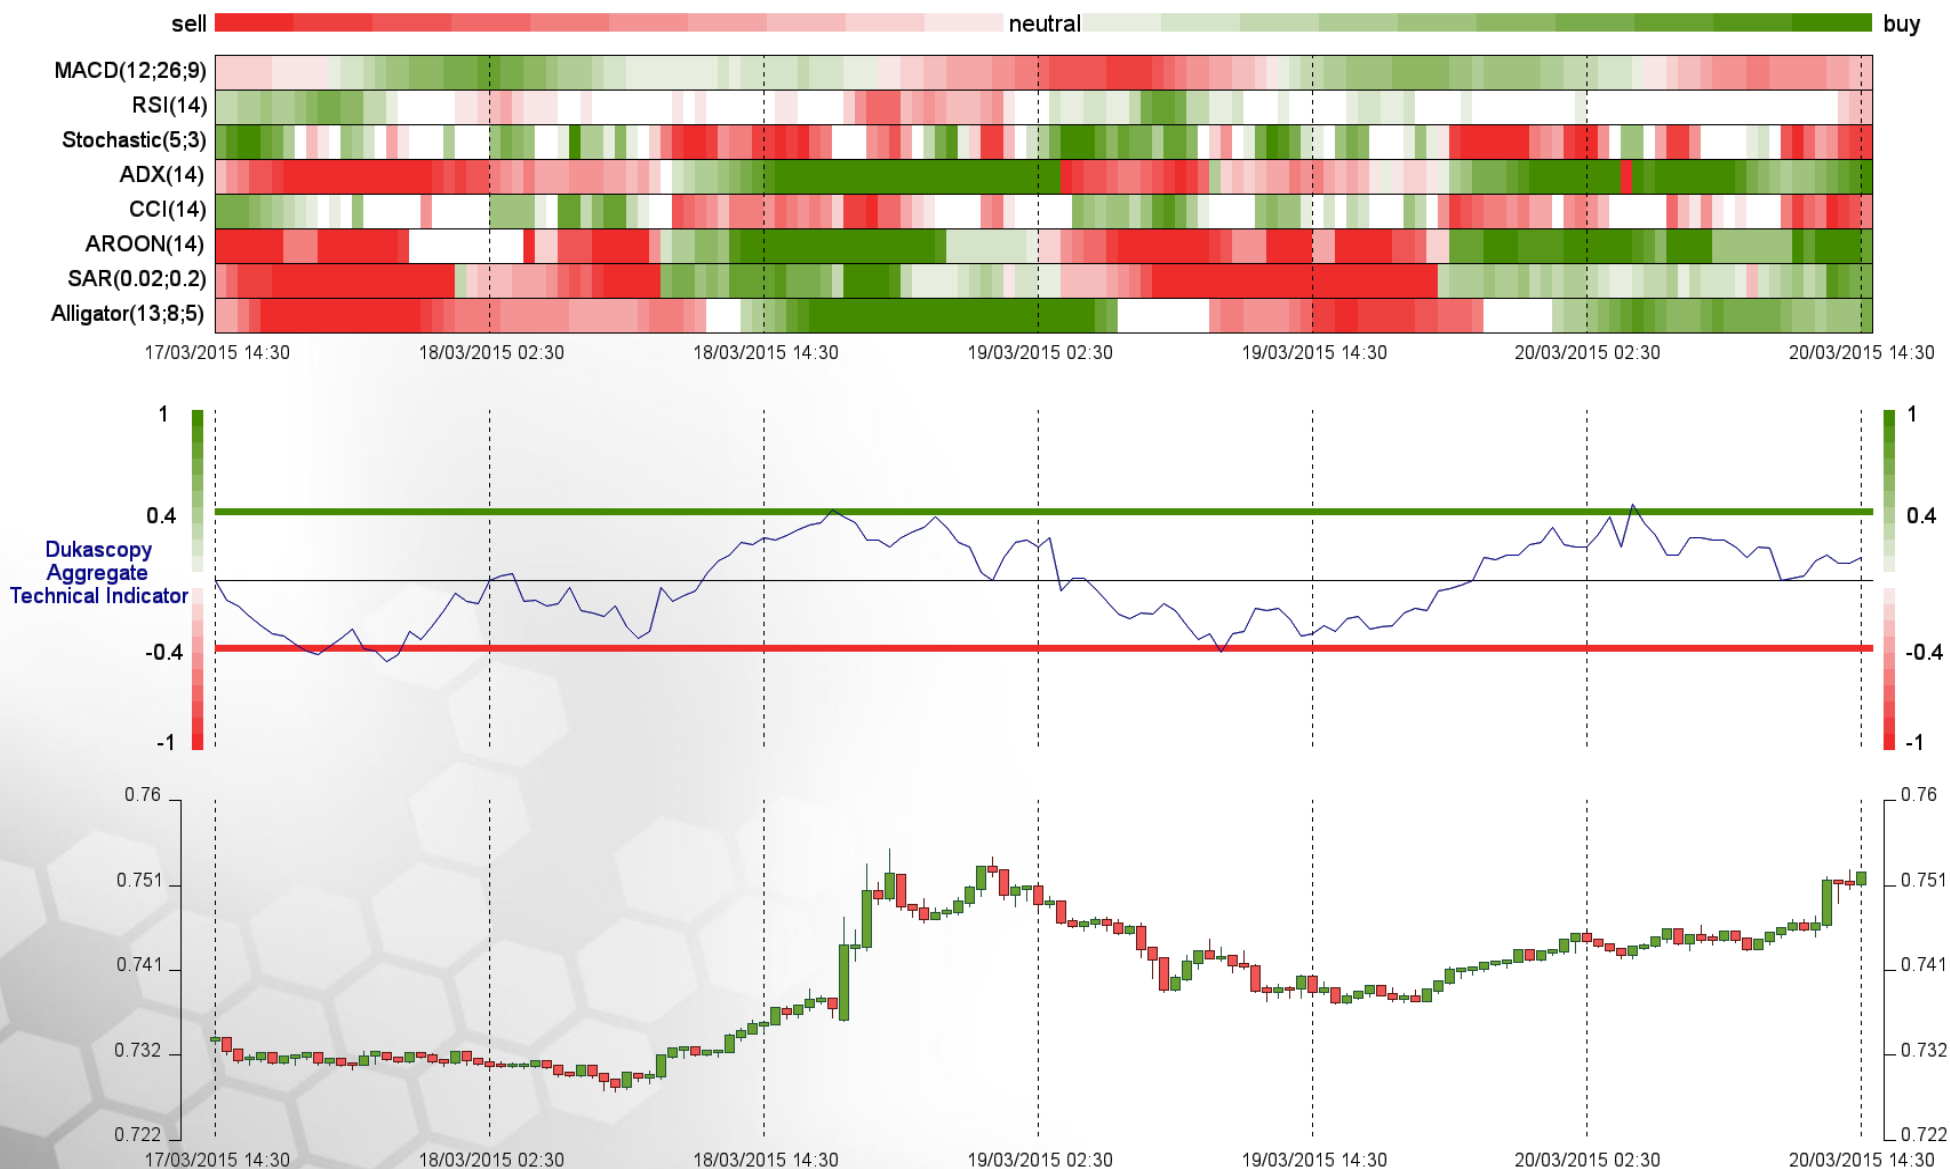 sell neutral buy
MACD(12;26;9)
RSI(14)
Stochastic(5;3)
ADX(14)
CCI(14)
AROON(14)
SAR(0.02;0.2)
Alligator(13;8;5)
17/03/2015 14:30 18/03/2015 02:30 18/03/2015 14:30 19/03/2015 02:30 19/03/2015 14:30 20/03/2015 02:30 20/03/2015 14:30
1 1
0.4 0.4
Dukascopy
Aggregate
Technical Indicator
-0.4 -0.4
-1 -1
0.76 0.76
0.751 0.751
0.741 0.741
0.732 0.732
0.722 0.722
17/03/2015 14:30 18/03/2015 02:30 18/03/2015 14:30 19/03/2015 02:30 19/03/2015 14:30 20/03/2015 02:30 20/03/2015 14:30